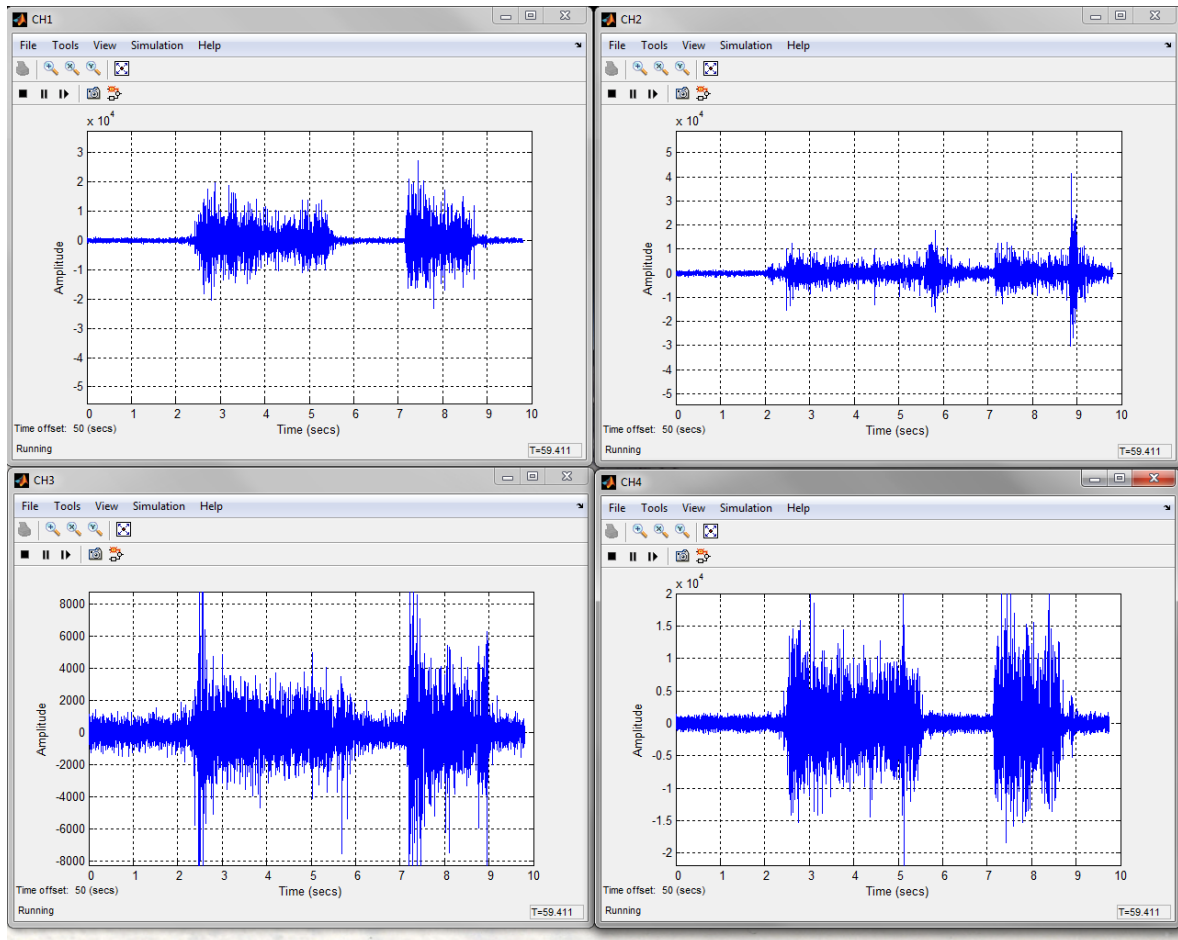 CH1
File Tools View Simulation Help
x 10^4
3
2
1
0
-1
-2
-3
-4
-5
Amplitude
0 1 2 3 4 5 6 7 8 9 10
Time offset: 50 (secs)
Time (secs)
Running
T=59.411
CH2
File Tools View Simulation Help
x 10^4
5
4
3
2
1
0
-1
-2
-3
-4
-5
Amplitude
0 1 2 3 4 5 6 7 8 9 10
Time offset: 50 (secs)
Time (secs)
Running
T=59.411
CH3
File Tools View Simulation Help
8000
6000
4000
2000
0
-2000
-4000
-6000
-8000
Amplitude
0 1 2 3 4 5 6 7 8 9 10
Time offset: 50 (secs)
Time (secs)
Running
T=59.411
CH4
File Tools View Simulation Help
x 10^4
2
1.5
1
0.5
0
-0.5
-1
-1.5
-2
Amplitude
0 1 2 3 4 5 6 7 8 9 10
Time offset: 50 (secs)
Time (secs)
Running
T=59.411